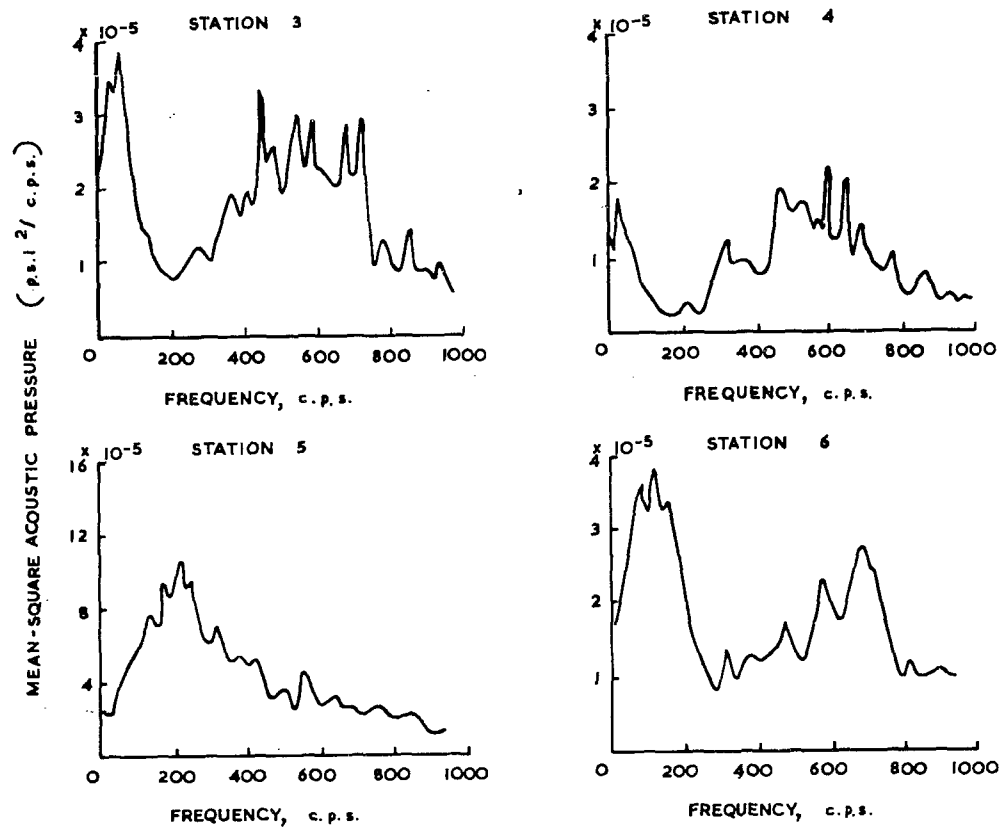 MEAN-SQUARE ACOUSTIC PRESSURE (p.s.i ²/ c.p.s.)
STATION 3
x 10⁻⁵
4
3
2
1
0 200 400 600 800 1000
FREQUENCY, c.p.s.
STATION 4
x 10⁻⁵
4
3
2
1
0 200 400 600 800 1000
FREQUENCY, c.p.s.
STATION 5
x 10⁻⁵
16
12
8
4
0 200 400 600 800 1000
FREQUENCY, c.p.s.
STATION 6
x 10⁻⁵
4
3
2
1
0 200 400 600 800 1000
FREQUENCY, c.p.s.